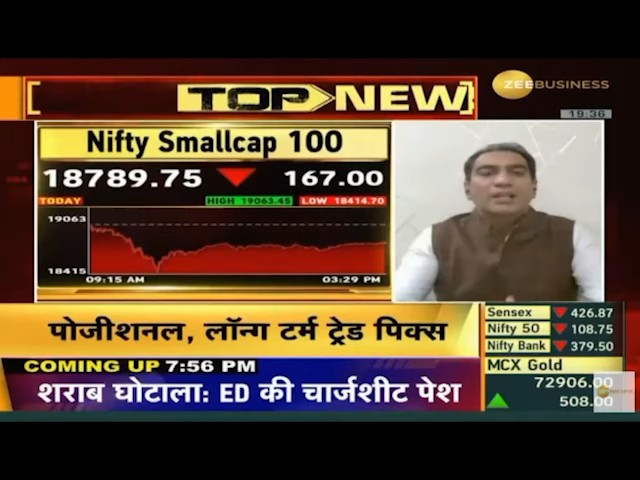 TOP NEW
ZEEBUSINESS
19:36
Nifty Smallcap 100
18789.75 167.00
TODAY HIGH 19063.45 LOW 18414.70
19063
18415
09:15 AM 03:29 PM
पोजीशनल, लॉन्ग टर्म ट्रेड पिक्स
COMING UP 7:56 PM
शराब घोटाला: ED की चार्जशीट पेश
Sensex 426.87
Nifty 50 108.75
Nifty Bank 379.50
MCX Gold
72906.00
508.00